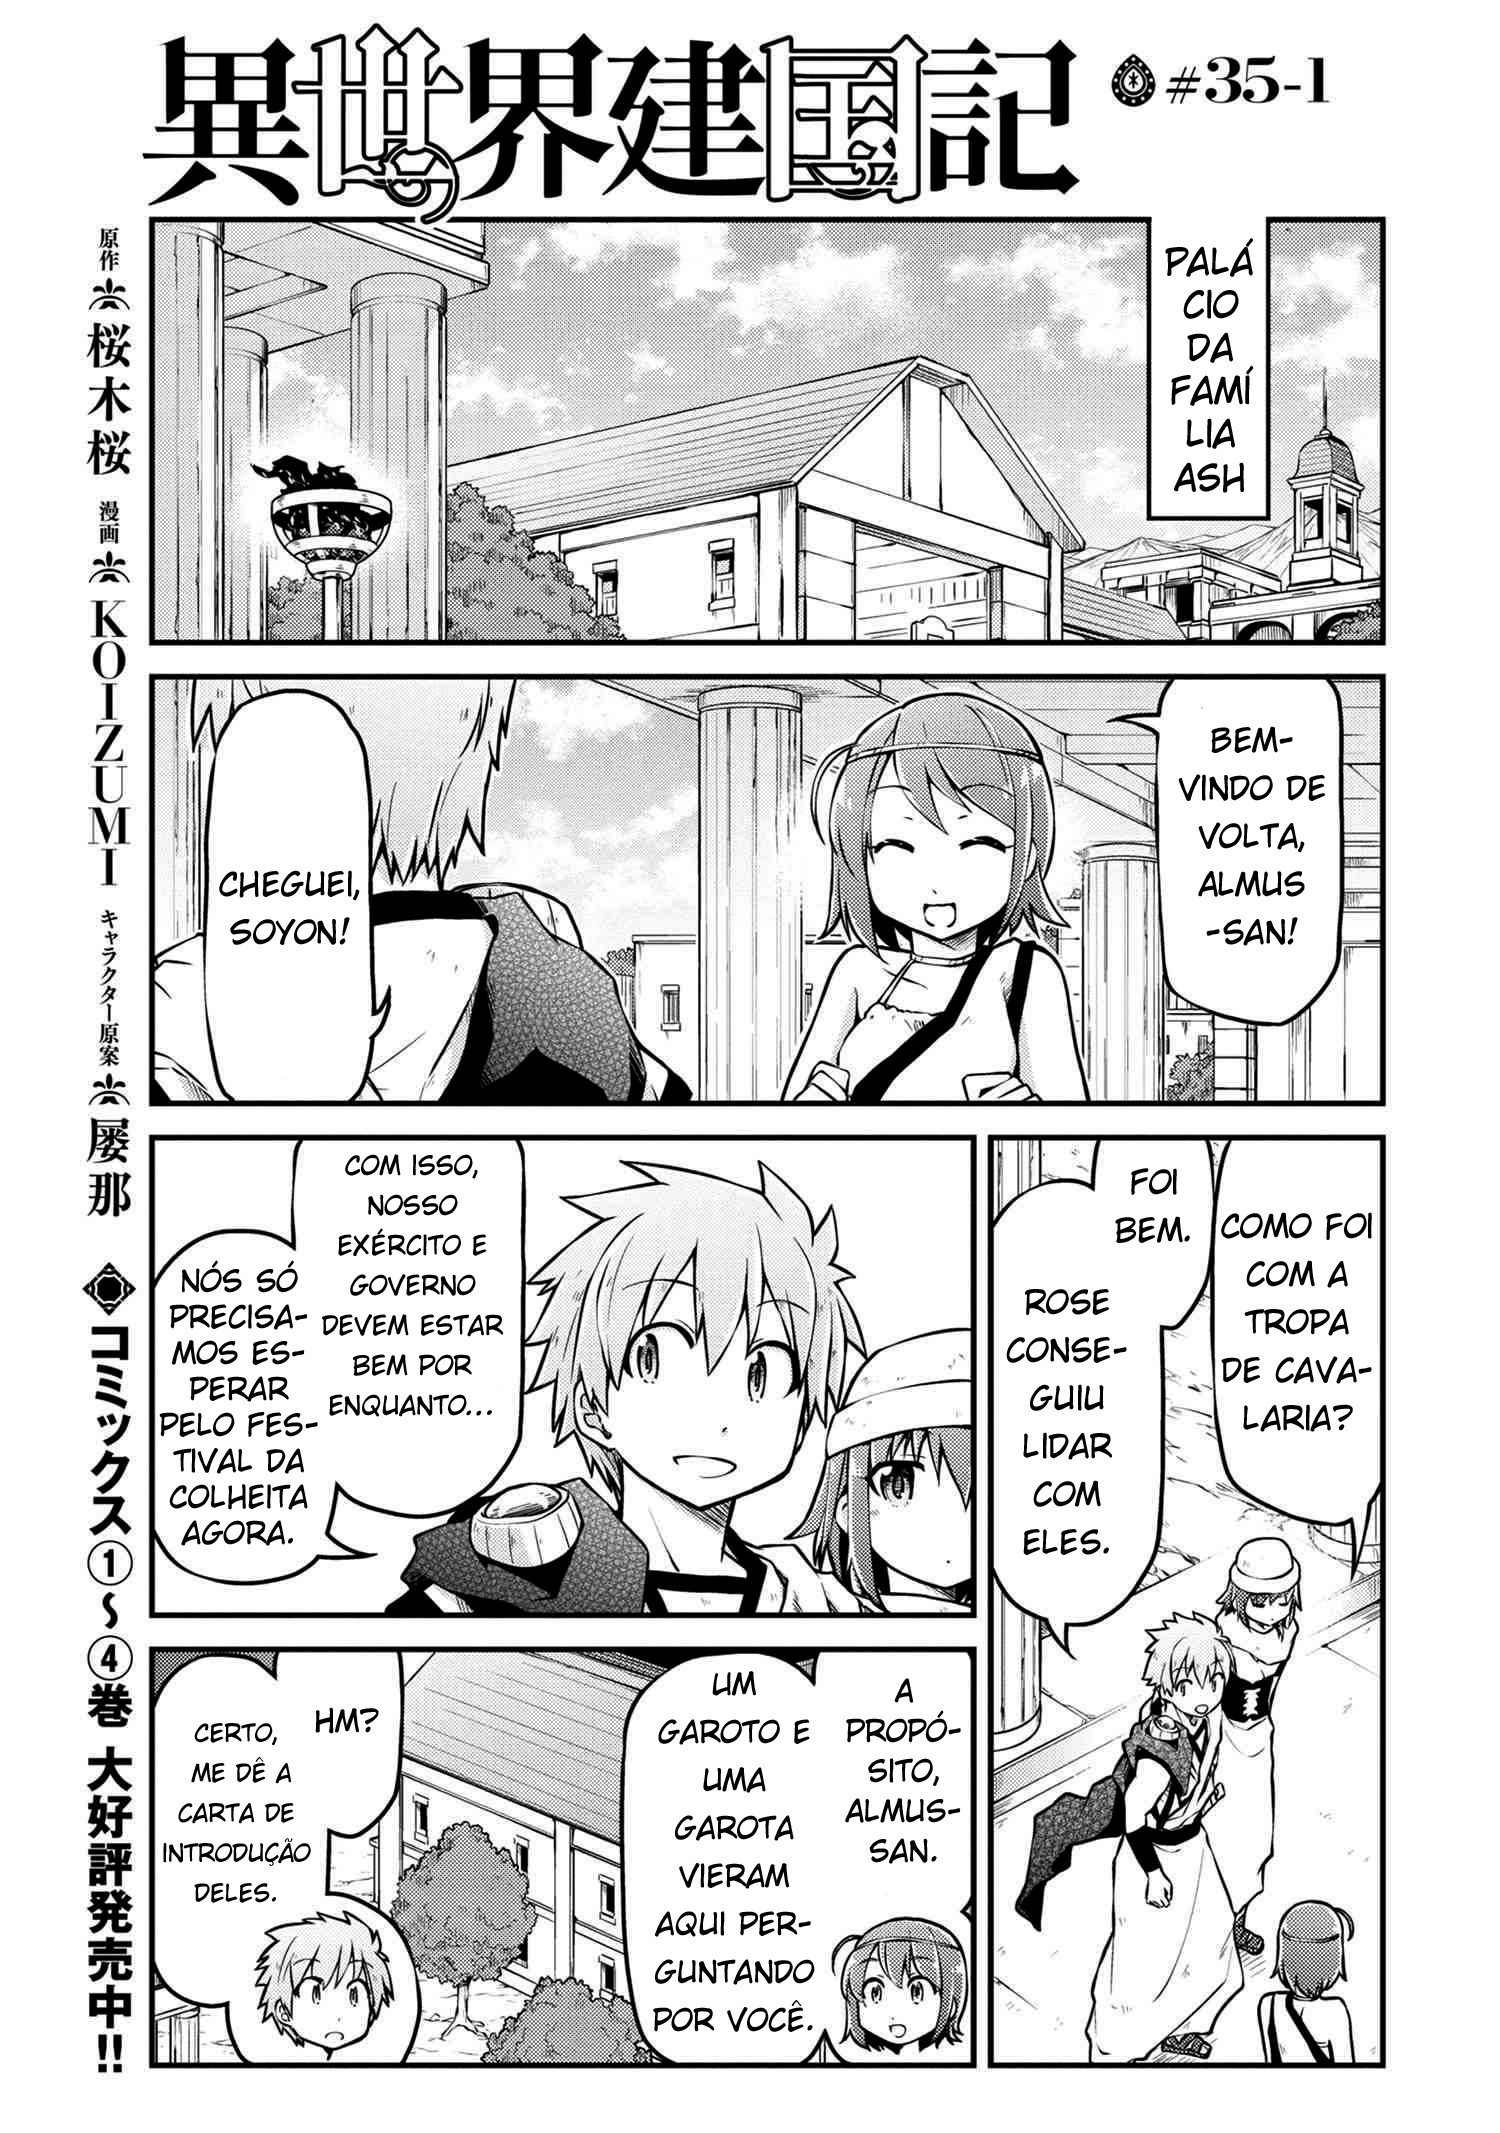 異世界建国記
#35-1
原作 桜木桜 漫画 KOIZUMI キャラクター原案 屡那
コミックス①〜④巻 大好評発売中!!
PALÁ
CIO
DA
FAMÍ
LIA
ASH
BEM-
VINDO DE
VOLTA,
ALMUS
-SAN!
CHEGUEI,
SOYON!
COMO FOI
COM A
TROPA
DE CAVA-
LARIA?
FOI
BEM.
ROSE
CONSE-
GUIU
LIDAR
COM
ELES.
COM ISSO,
NOSSO
EXÉRCITO E
GOVERNO
DEVEM ESTAR
BEM POR
ENQUANTO...
NÓS SÓ
PRECISA-
MOS ES-
PERAR
PELO FES-
TIVAL DA
COLHEITA
AGORA.
A
PROPÓ-
SITO,
ALMUS-
SAN.
UM
GAROTO E
UMA
GAROTA
VIERAM
AQUI PER-
GUNTANDO
POR VOCÊ.
HM?
CERTO,
ME DÊ A
CARTA DE
INTRODUÇÃO
DELES.